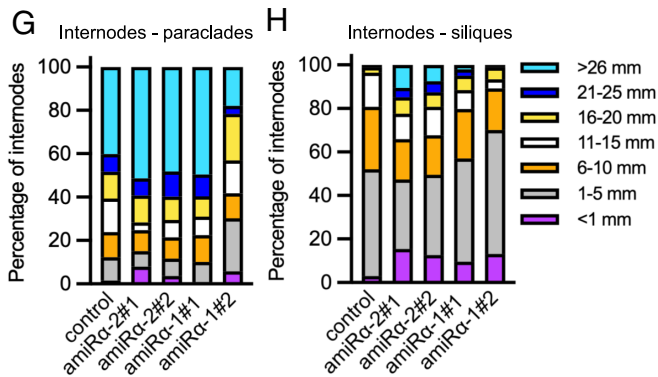 G
Internodes - paraclades
Percentage of internodes
100
80
60
40
20
0
control
amiRα-2#1
amiRα-2#2
amiRα-1#1
amiRα-1#2
H
Internodes - siliques
Percentage of internodes
100
80
60
40
20
0
control
amiRα-2#1
amiRα-2#2
amiRα-1#1
amiRα-1#2
>26 mm
21-25 mm
16-20 mm
11-15 mm
6-10 mm
1-5 mm
<1 mm